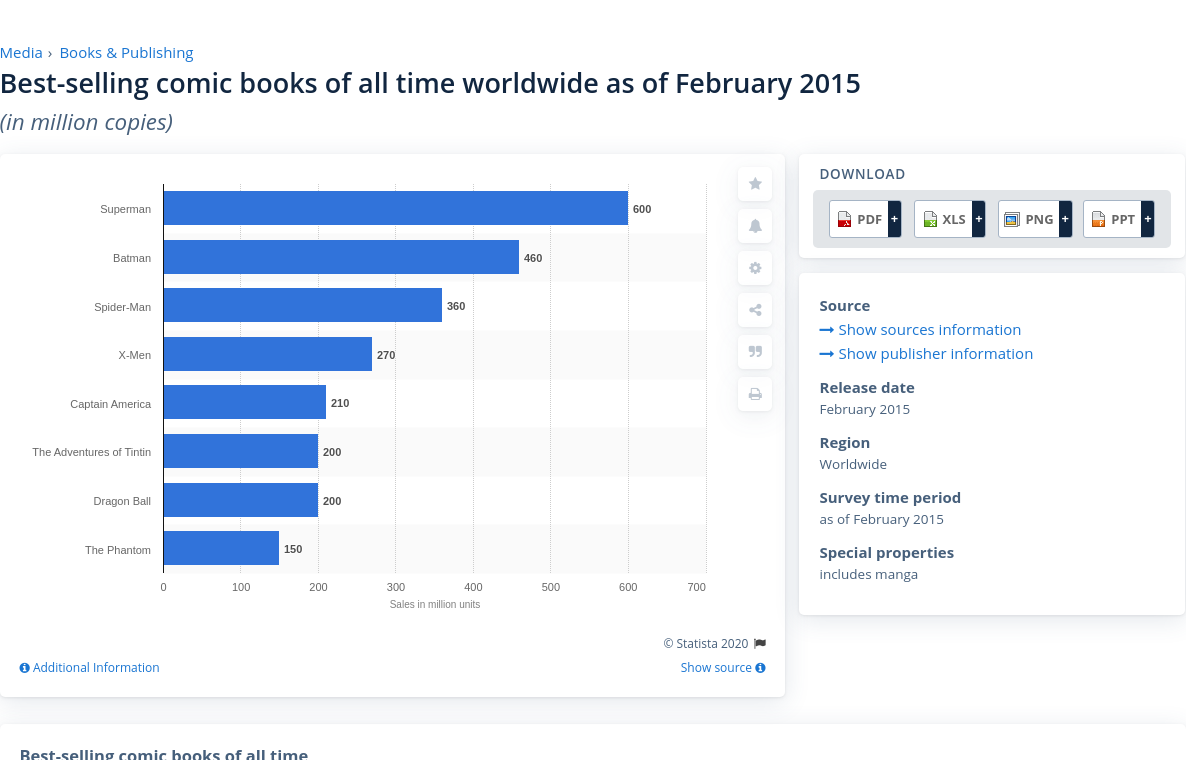 Media › Books & Publishing
Best-selling comic books of all time worldwide as of February 2015
(in million copies)
Superman 600
Batman 460
Spider-Man 360
X-Men 270
Captain America 210
The Adventures of Tintin 200
Dragon Ball 200
The Phantom 150
0 100 200 300 400 500 600 700
Sales in million units
© Statista 2020
Additional Information
Show source
DOWNLOAD
PDF + XLS + PNG + PPT +
Source
Show sources information
Show publisher information
Release date
February 2015
Region
Worldwide
Survey time period
as of February 2015
Special properties
includes manga
Best-selling comic books of all time